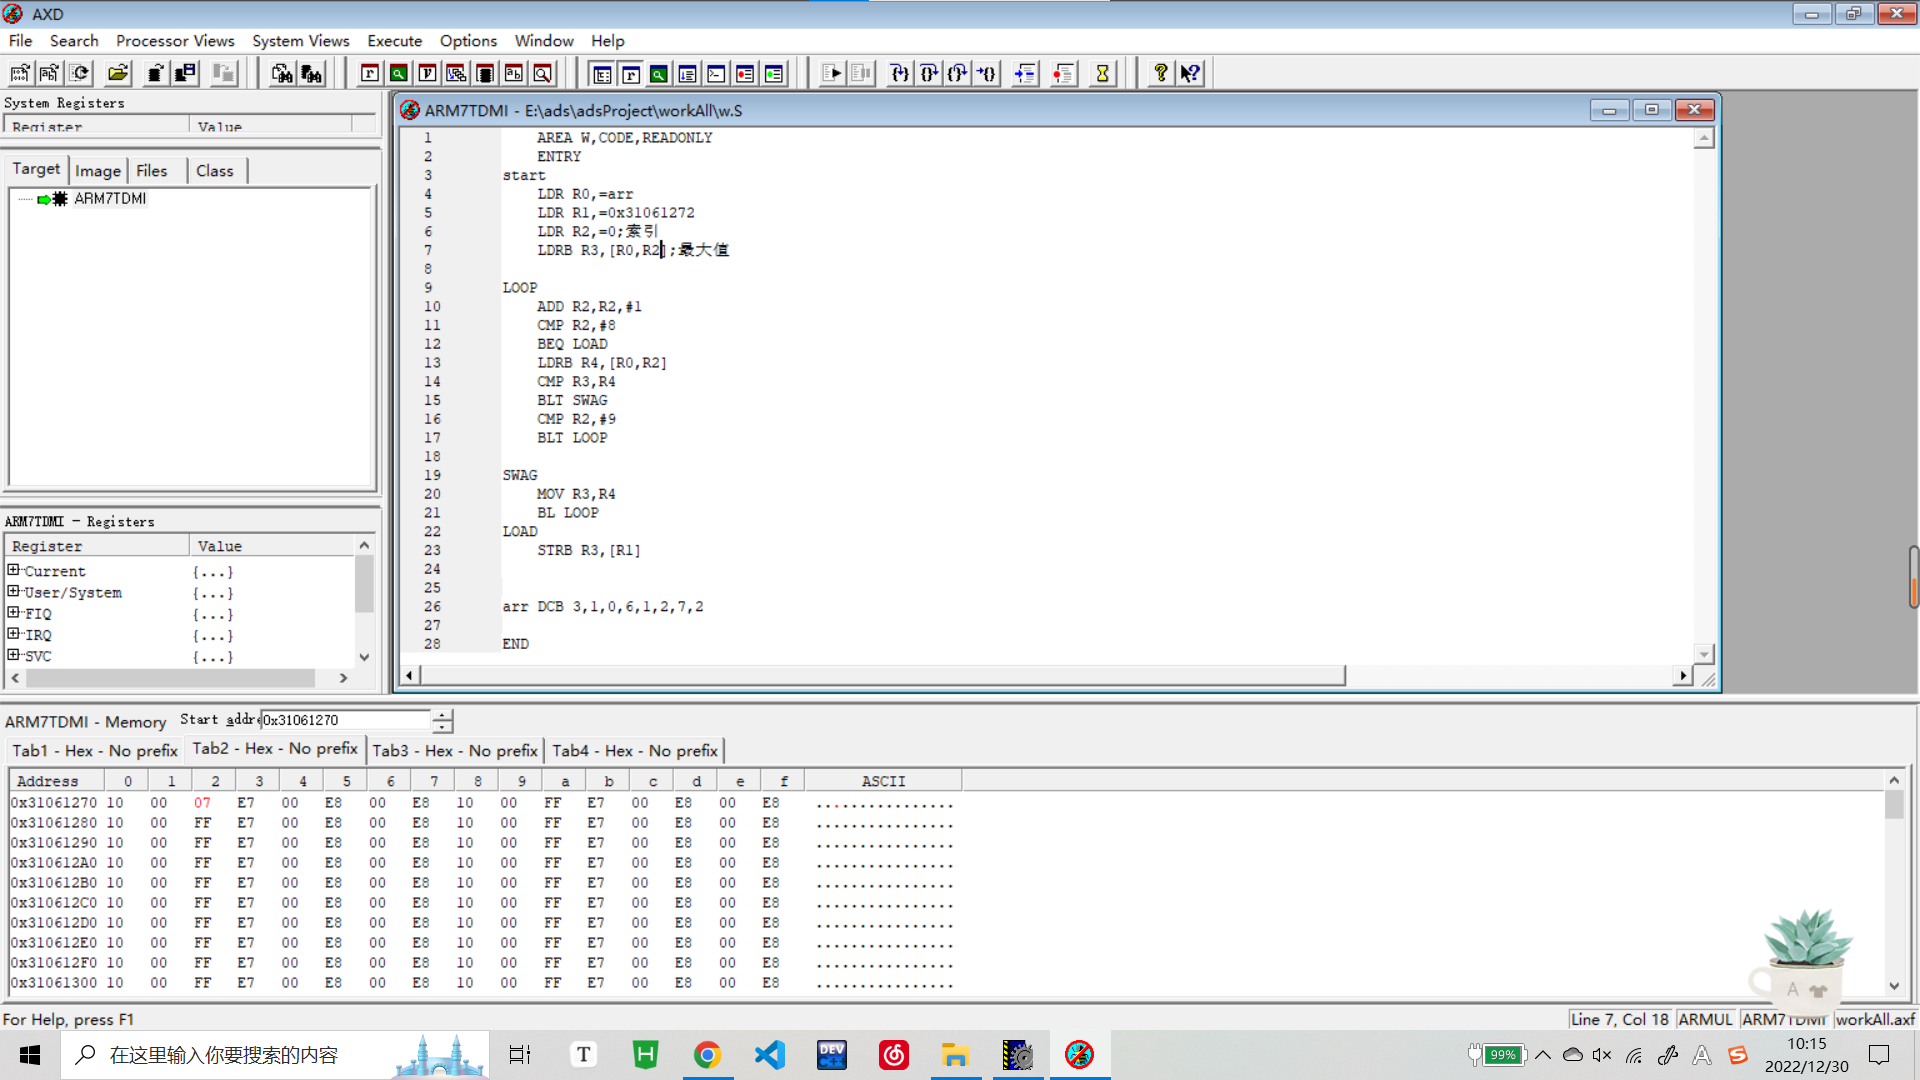 AXD
File Search Processor Views System Views Execute Options Window Help
System Registers
Register Value
Target Image Files Class
ARM7TDMI
ARM7TDMI - Registers
Register Value
Current {...}
User/System {...}
FIQ {...}
IRQ {...}
SVC {...}
ARM7TDMI - E:\ads\adsProject\workAll\w.S
1 AREA W,CODE,READONLY
2 ENTRY
3 start
4 LDR R0,=arr
5 LDR R1,=0x31061272
6 LDR R2,=0;索引
7 LDRB R3,[R0,R2];最大值
8
9 LOOP
10 ADD R2,R2,#1
11 CMP R2,#8
12 BEQ LOAD
13 LDRB R4,[R0,R2]
14 CMP R3,R4
15 BLT SWAG
16 CMP R2,#9
17 BLT LOOP
18
19 SWAG
20 MOV R3,R4
21 BL LOOP
22 LOAD
23 STRB R3,[R1]
24
25
26 arr DCB 3,1,0,6,1,2,7,2
27
28 END
ARM7TDMI - Memory Start addre 0x31061270
Tab1 - Hex - No prefix Tab2 - Hex - No prefix Tab3 - Hex - No prefix Tab4 - Hex - No prefix
Address 0 1 2 3 4 5 6 7 8 9 a b c d e f ASCII
0x31061270 10 00 07 E7 00 E8 00 E8 10 00 FF E7 00 E8 00 E8 ................
0x31061280 10 00 FF E7 00 E8 00 E8 10 00 FF E7 00 E8 00 E8 ................
0x31061290 10 00 FF E7 00 E8 00 E8 10 00 FF E7 00 E8 00 E8 ................
0x310612A0 10 00 FF E7 00 E8 00 E8 10 00 FF E7 00 E8 00 E8 ................
0x310612B0 10 00 FF E7 00 E8 00 E8 10 00 FF E7 00 E8 00 E8 ................
0x310612C0 10 00 FF E7 00 E8 00 E8 10 00 FF E7 00 E8 00 E8 ................
0x310612D0 10 00 FF E7 00 E8 00 E8 10 00 FF E7 00 E8 00 E8 ................
0x310612E0 10 00 FF E7 00 E8 00 E8 10 00 FF E7 00 E8 00 E8 ................
0x310612F0 10 00 FF E7 00 E8 00 E8 10 00 FF E7 00 E8 00 E8 ................
0x31061300 10 00 FF E7 00 E8 00 E8 10 00 FF E7 00 E8 00 E8 ................
For Help, press F1
Line 7, Col 18 ARMUL ARM7TDMI workAll.axf
在这里输入你要搜索的内容
99%
10:15
2022/12/30